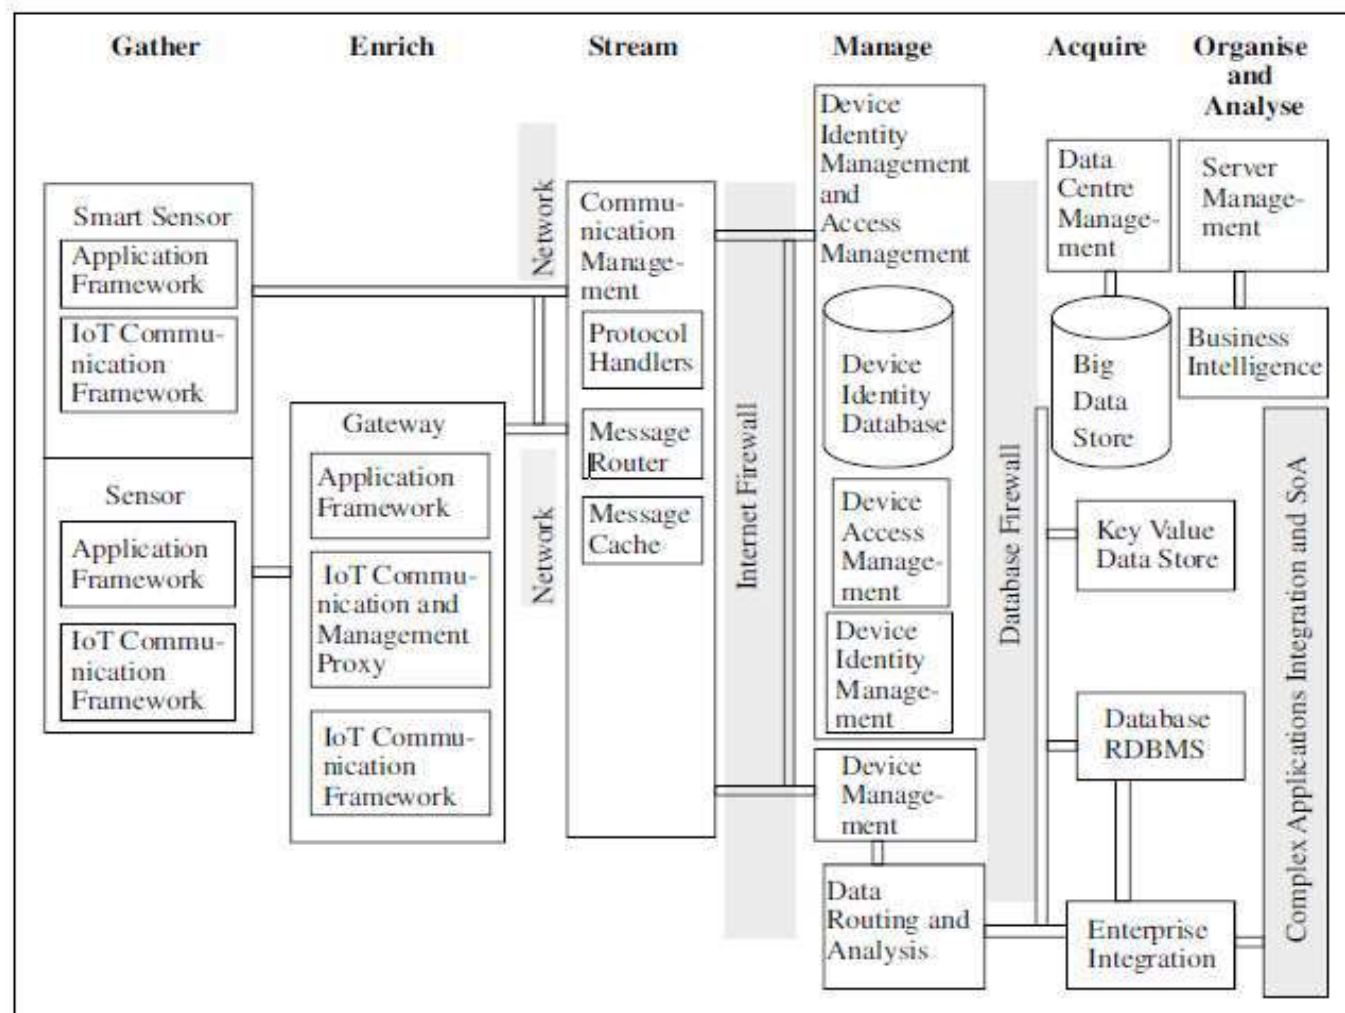 Gather
Enrich
Stream
Manage
Acquire
Organise
and
Analyse
Smart Sensor
Application
Framework
IoT Commu-
nication
Framework
Sensor
Application
Framework
IoT Commu-
nication
Framework
Gateway
Application
Framework
IoT Commu-
nication and
Management
Proxy
IoT Commu-
nication
Framework
Network
Network
Commu-
nication
Manage-
ment
Protocol
Handlers
Message
Router
Message
Cache
Internet Firewall
Device
Identity
Management
and
Access
Management
Device
Identity
Database
Device
Access
Manage-
ment
Device
Identity
Manage-
ment
Device
Manage-
ment
Data
Routing and
Analysis
Database Firewall
Data
Centre
Manage-
ment
Big
Data
Store
Key Value
Data Store
Database
RDBMS
Enterprise
Integration
Server
Manage-
ment
Business
Intelligence
Complex Applications Integration and SoA